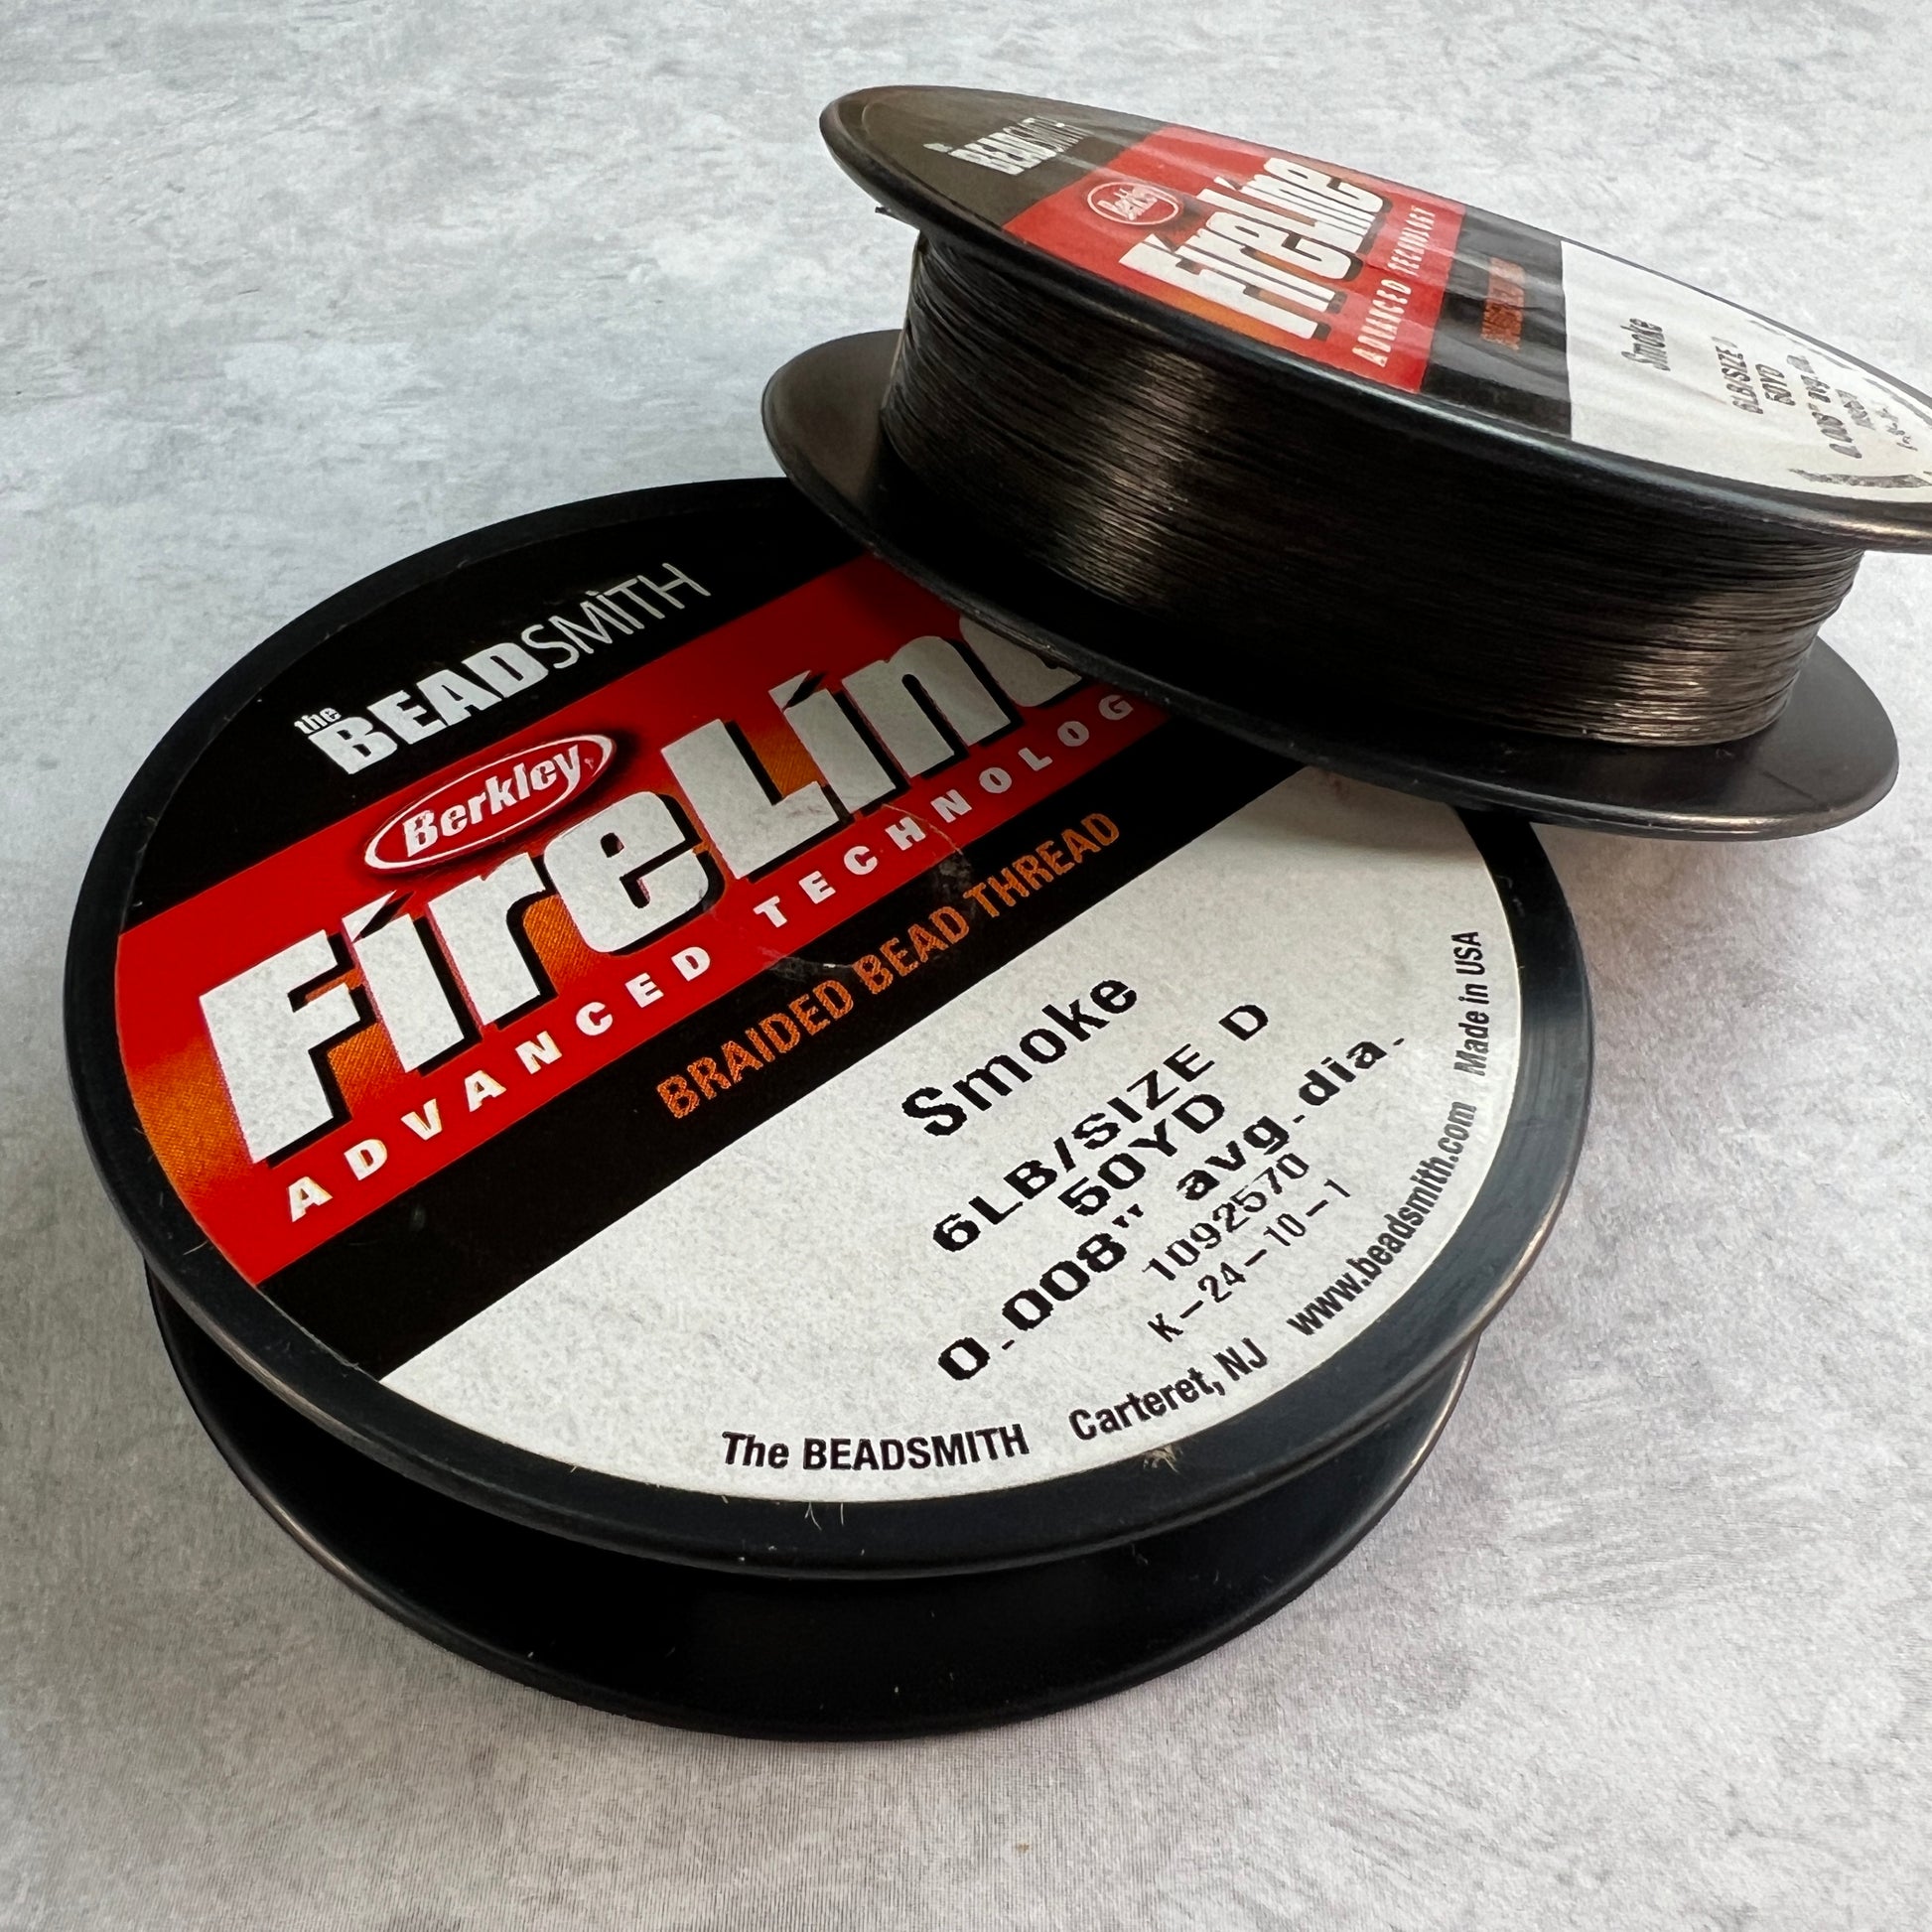 BEADSMITH
Berkley
FireLine
ADVANCED TECHNOLOGY
Smoke
50YD
the BEADSMITH
Berkley
FireLine
ADVANCED TECHNOLOG
BRAIDED BEAD THREAD
Smoke
6LB/SIZE D
50YD
0.008" avg.dia.
1092570
K-24-10-1
The BEADSMITH Carteret, NJ www.beadsmith.com Made in USA